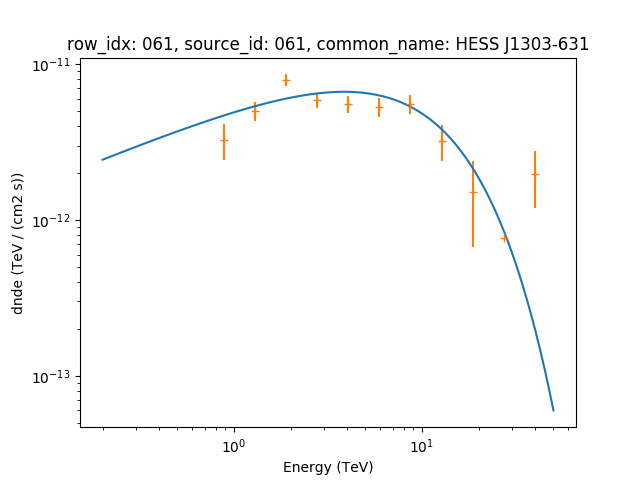 row_idx: 061, source_id: 061, common_name: HESS J1303-631
10⁻¹¹
10⁻¹²
10⁻¹³
dnde (TeV / (cm2 s))
10⁰ 10¹
Energy (TeV)